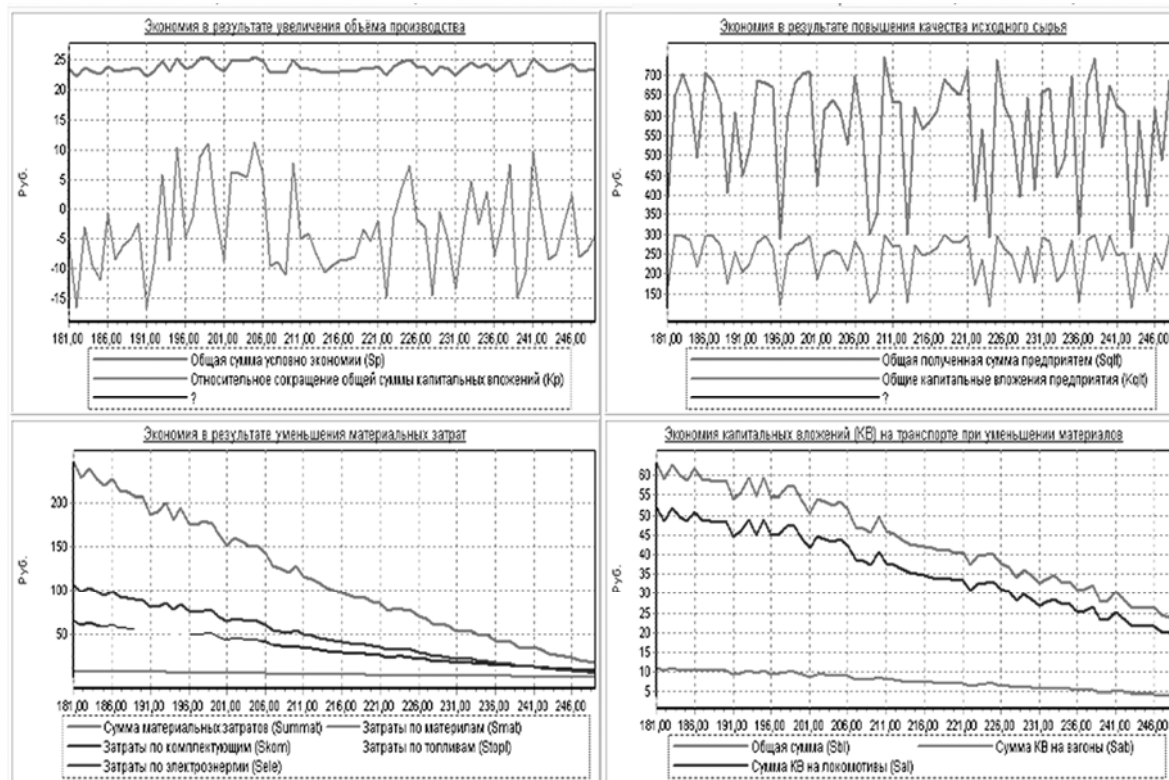 Экономия в результате увеличения объёма производства
25
20
15
10
5
0
-5
-10
-15
Руб.
181,00 186,00 191,00 196,00 201,00 206,00 211,00 216,00 221,00 226,00 231,00 236,00 241,00 246,00
Общая сумма условно экономии (Sp)
Относительное сокращение общей суммы капитальных вложений (Kp)
?
Экономия в результате повышения качества исходного сырья
700
650
600
550
500
450
400
350
300
250
200
150
Руб.
181,00 186,00 191,00 196,00 201,00 206,00 211,00 216,00 221,00 226,00 231,00 236,00 241,00 246,00
Общая полученная сумма предприятем (Sqlt)
Общие капитальные вложения предприятия (Kqlt)
?
Экономия в результате уменьшения материальных затрат
200
150
100
50
Руб.
181,00 186,00 191,00 196,00 201,00 206,00 211,00 216,00 221,00 226,00 231,00 236,00 241,00 246,00
Сумма материальных затратов (Summat) Затраты по материлам (Smat)
Затраты по комплектующим (Skom) Затраты по топливам (Stopl)
Затраты по электроэнергии (Sele)
Экономия капитальных вложений (КВ) на транспорте при уменьшении материалов
60
55
50
45
40
35
30
25
20
15
10
5
Руб.
181,00 186,00 191,00 196,00 201,00 206,00 211,00 216,00 221,00 226,00 231,00 236,00 241,00 246,00
Общая сумма (Sbl) Сумма КВ на вагоны (Sab)
Сумма КВ на локомотивы (Sal)